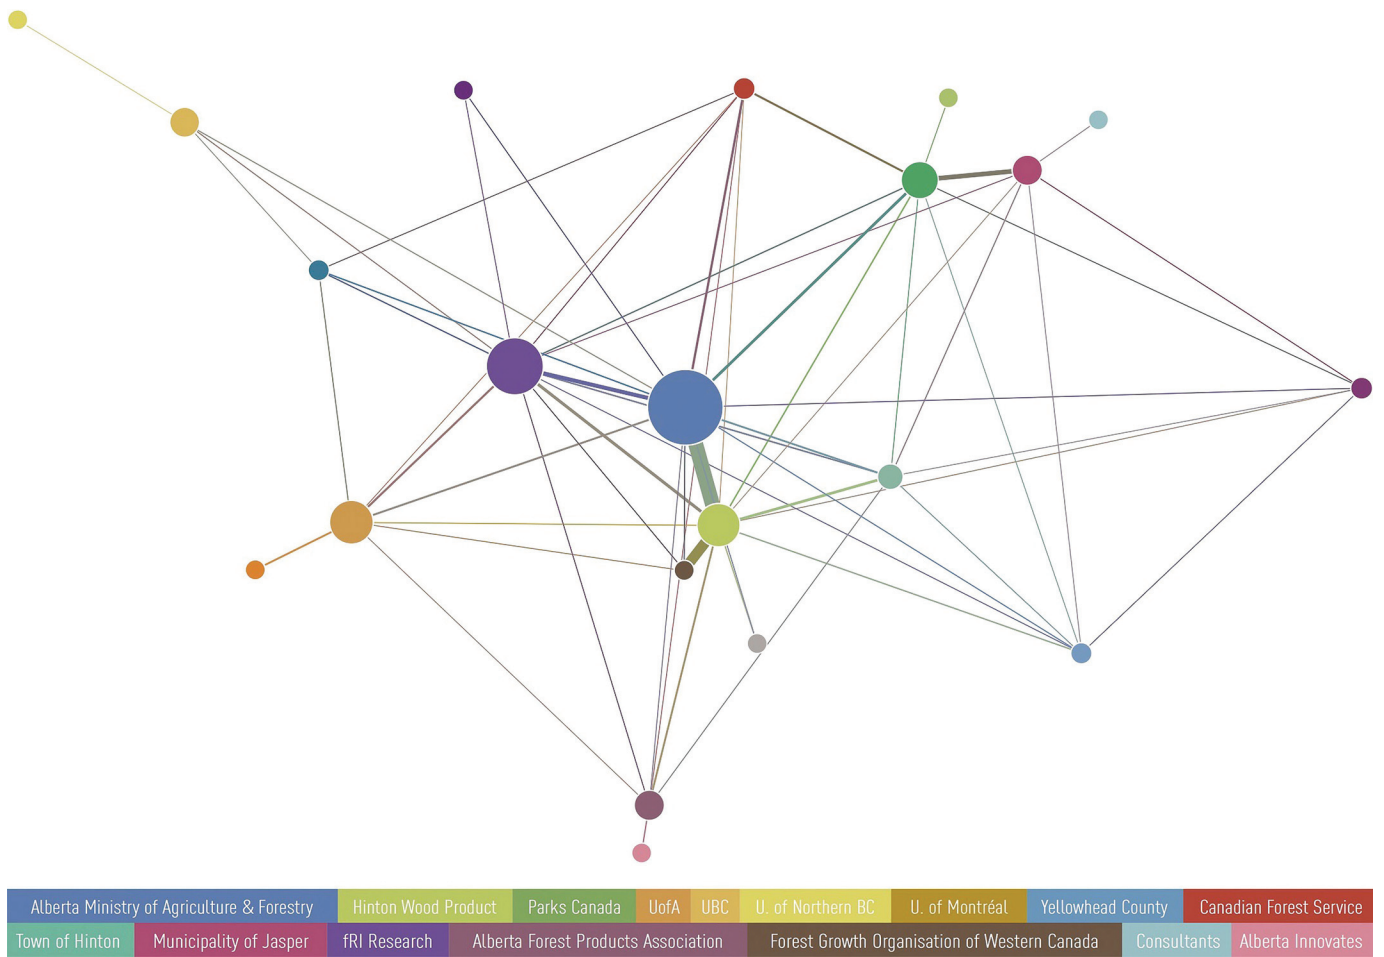 Alberta Ministry of Agriculture & Forestry Hinton Wood Product Parks Canada UofA UBC U. of Northern BC U. of Montréal Yellowhead County Canadian Forest Service
Town of Hinton Municipality of Jasper fRI Research Alberta Forest Products Association Forest Growth Organisation of Western Canada Consultants Alberta Innovates